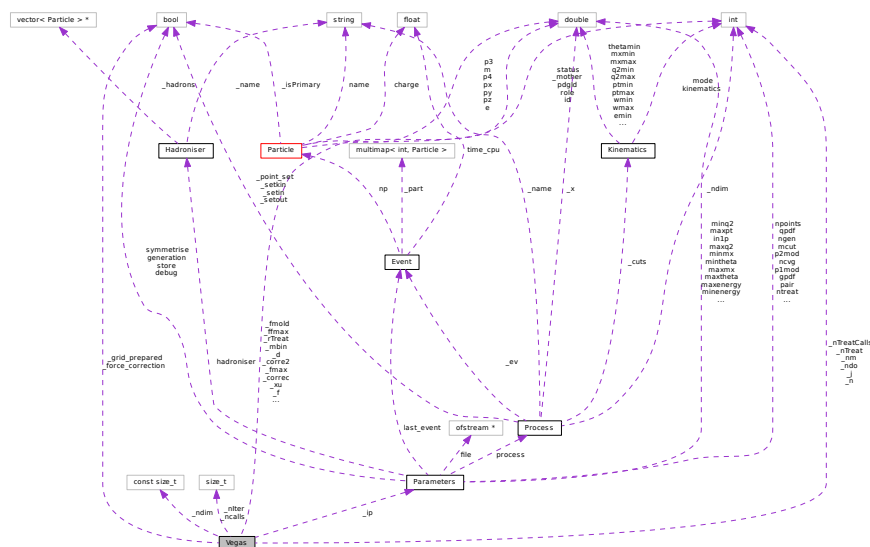 vector< Particle > *
bool
string
float
double
int
_hadrons
_name
_isPrimary
name
charge
p3
m
p4
px
py
pz
e
status
_mother
pdgid
role
id
thetamin
mxmin
mxmax
q2min
q2max
ptmin
ptmax
wmin
wmax
emin
...
mode
kinematics
Hadroniser
Particle
multimap< int, Particle >
time_cpu
Kinematics
_point_set
_setkin
_setin
_setout
np
_part
_name
_x
_ndim
symmetrise
generation
store
debug
Event
_cuts
minq2
maxpt
in1p
maxq2
minmx
mintheta
maxmx
maxtheta
maxenergy
minenergy
...
npoints
qpdf
ngen
mcut
p2mod
ncvg
p1mod
gpdf
pair
ntreat
...
_grid_prepared
_force_correction
hadroniser
_fmold
_ffmax
_rTreat
_mbin
_d
_corre2
_fmax
_correc
_xu
_f
...
_ev
_nTreatCalls
_nTreat
_nm
_ndo
_j
_n
last_event
ofstream *
Process
file
process
const size_t
size_t
Parameters
_ndim
_nIter
_ncalls
_ip
Vegas